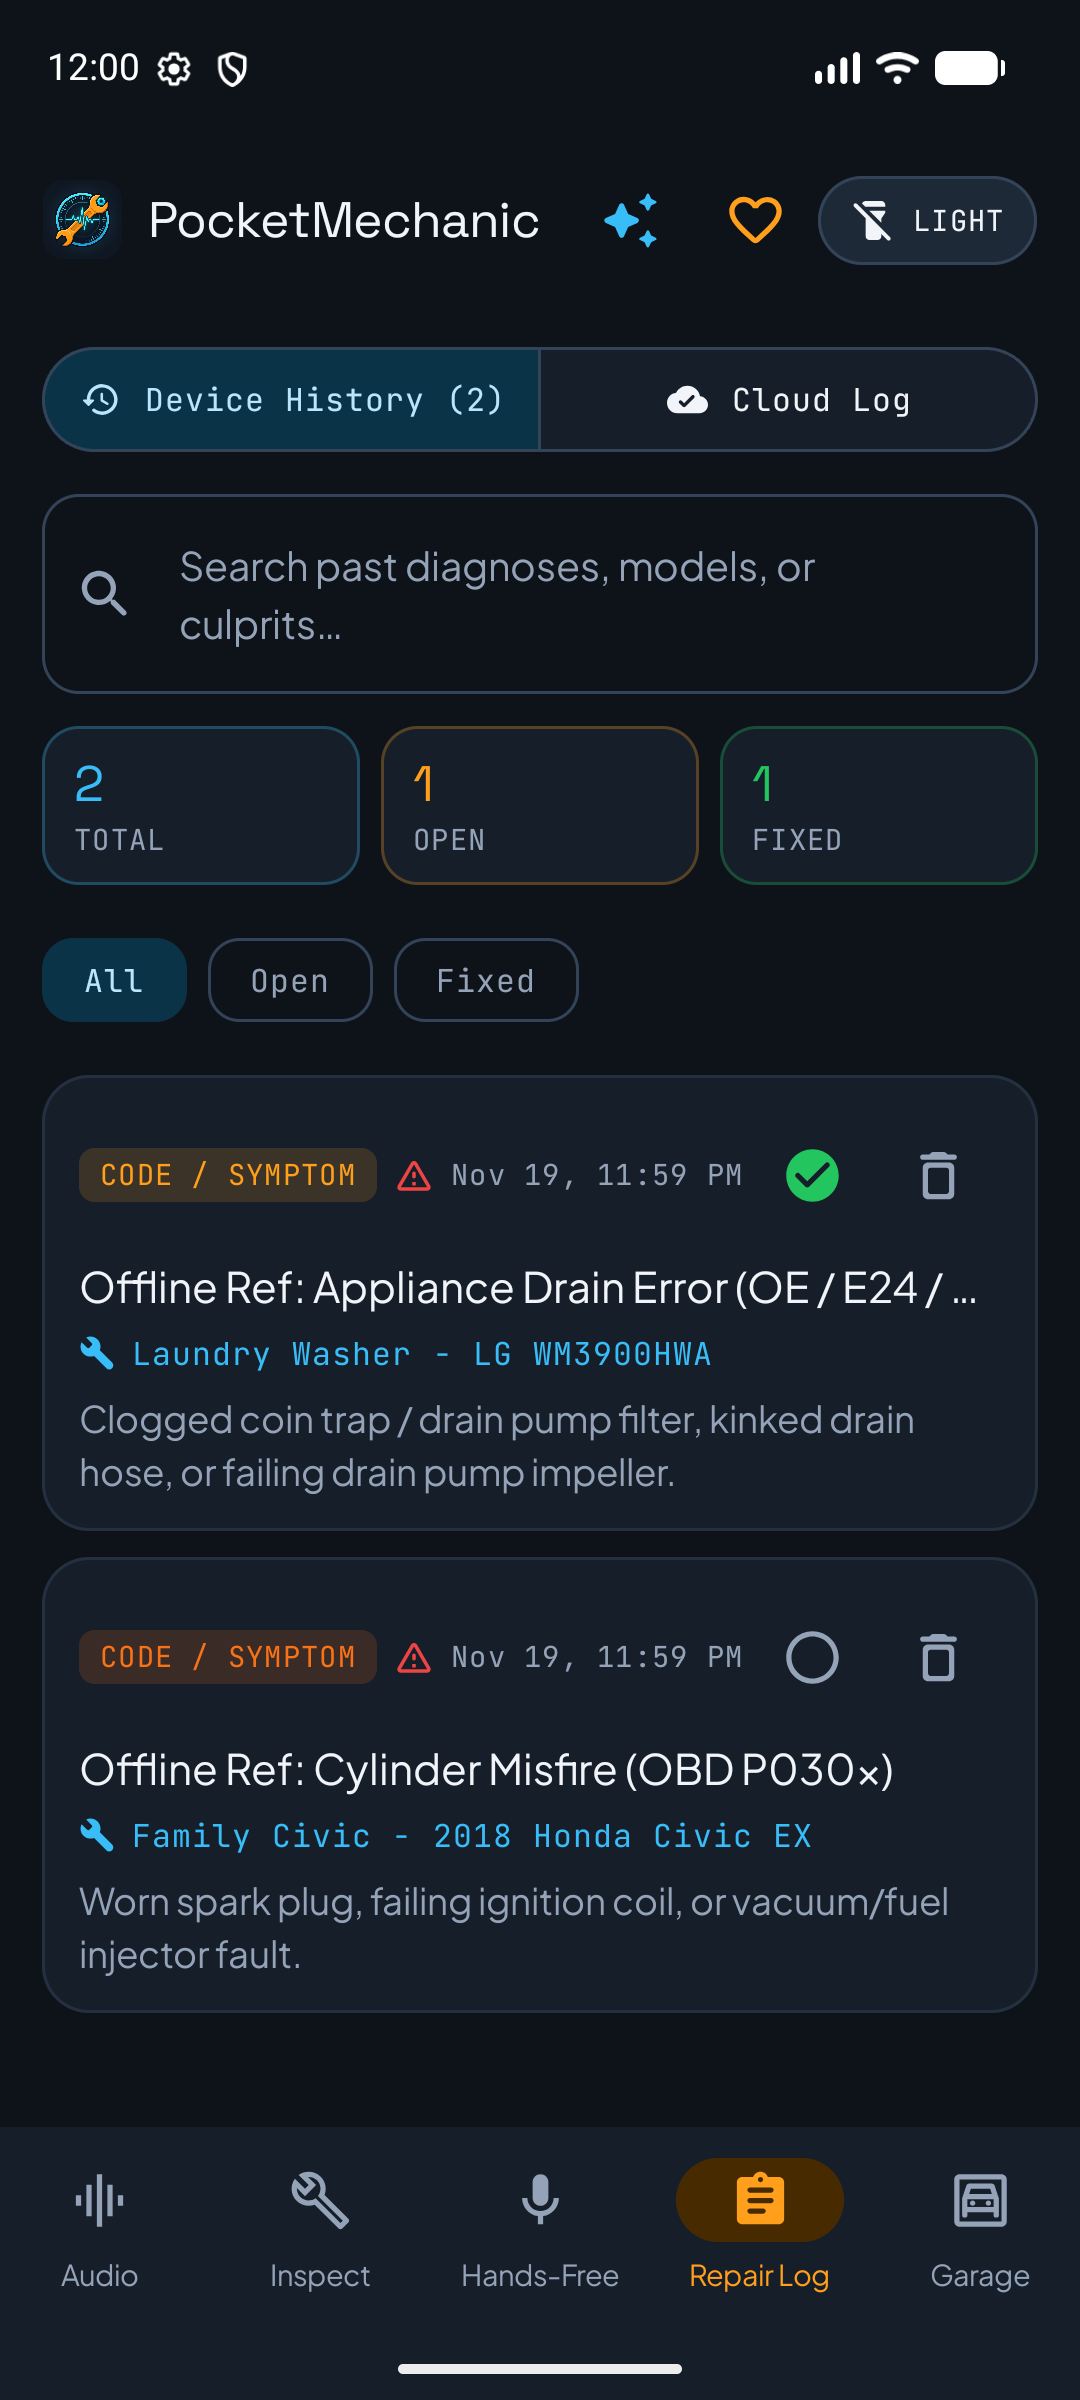 12:00
PocketMechanic
LIGHT
Device History (2)
Cloud Log
Search past diagnoses, models, or
culprits...
2
TOTAL
1
OPEN
1
FIXED
All
Open
Fixed
CODE / SYMPTOM
Nov 19, 11:59 PM
Offline Ref: Appliance Drain Error (OE / E24 / ...
Laundry Washer - LG WM3900HWA
Clogged coin trap / drain pump filter, kinked drain
hose, or failing drain pump impeller.
CODE / SYMPTOM
Nov 19, 11:59 PM
Offline Ref: Cylinder Misfire (OBD P030x)
Family Civic - 2018 Honda Civic EX
Worn spark plug, failing ignition coil, or vacuum/fuel
injector fault.
Audio
Inspect
Hands-Free
Repair Log
Garage